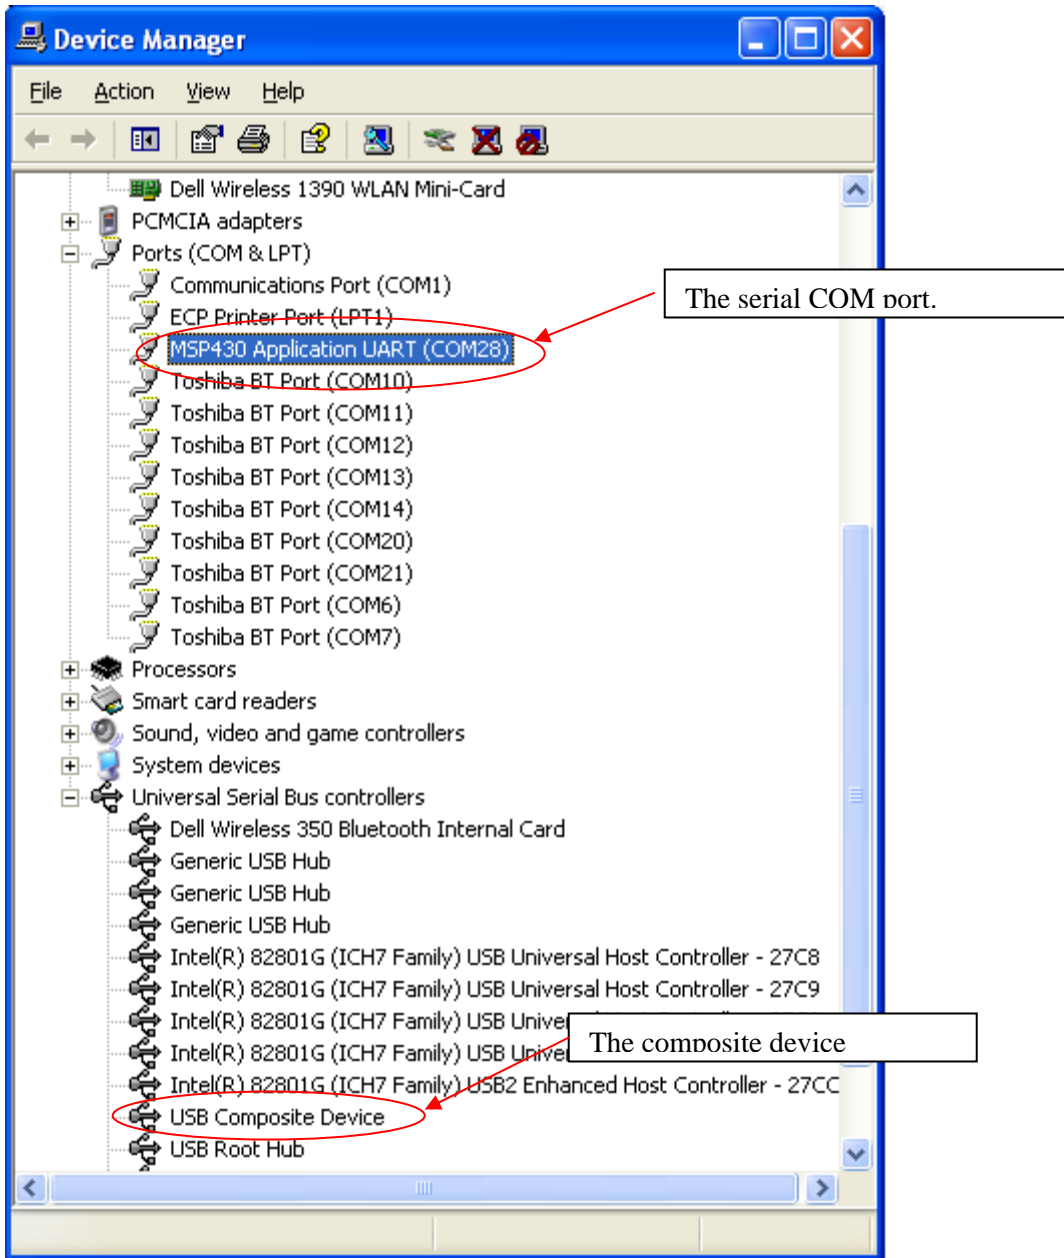 Device Manager
File Action View Help
Dell Wireless 1390 WLAN Mini-Card
PCMCIA adapters
Ports (COM & LPT)
Communications Port (COM1)
The serial COM port.
ECP Printer Port (LPT1)
MSP430 Application UART (COM28)
Toshiba BT Port (COM10)
Toshiba BT Port (COM11)
Toshiba BT Port (COM12)
Toshiba BT Port (COM13)
Toshiba BT Port (COM14)
Toshiba BT Port (COM20)
Toshiba BT Port (COM21)
Toshiba BT Port (COM6)
Toshiba BT Port (COM7)
Processors
Smart card readers
Sound, video and game controllers
System devices
Universal Serial Bus controllers
Dell Wireless 350 Bluetooth Internal Card
Generic USB Hub
Generic USB Hub
Generic USB Hub
Intel(R) 82801G (ICH7 Family) USB Universal Host Controller - 27C8
Intel(R) 82801G (ICH7 Family) USB Universal Host Controller - 27C9
Intel(R) 82801G (ICH7 Family) USB
The composite device
Intel(R) 82801G (ICH7 Family) USB
Intel(R) 82801G (ICH7 Family) USB2 Enhanced Host Controller - 27CC
USB Composite Device
USB Root Hub